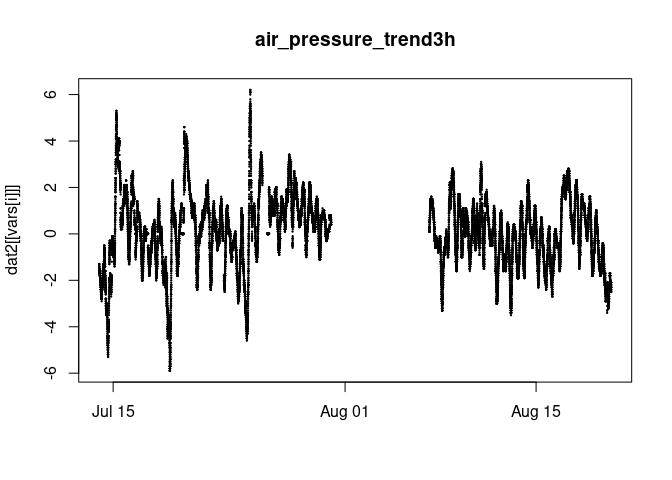 air_pressure_trend3h
dat2[[vars[i]]]
6
4
2
0
-2
-4
-6
Jul 15
Aug 01
Aug 15